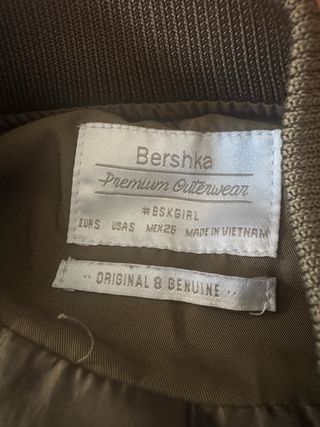 Bershka
Premium Outerwear
#BSKGIRL
EUR S USA S MEX 26 MADE IN VIETNAM
·· ORIGINAL & GENUINE ··